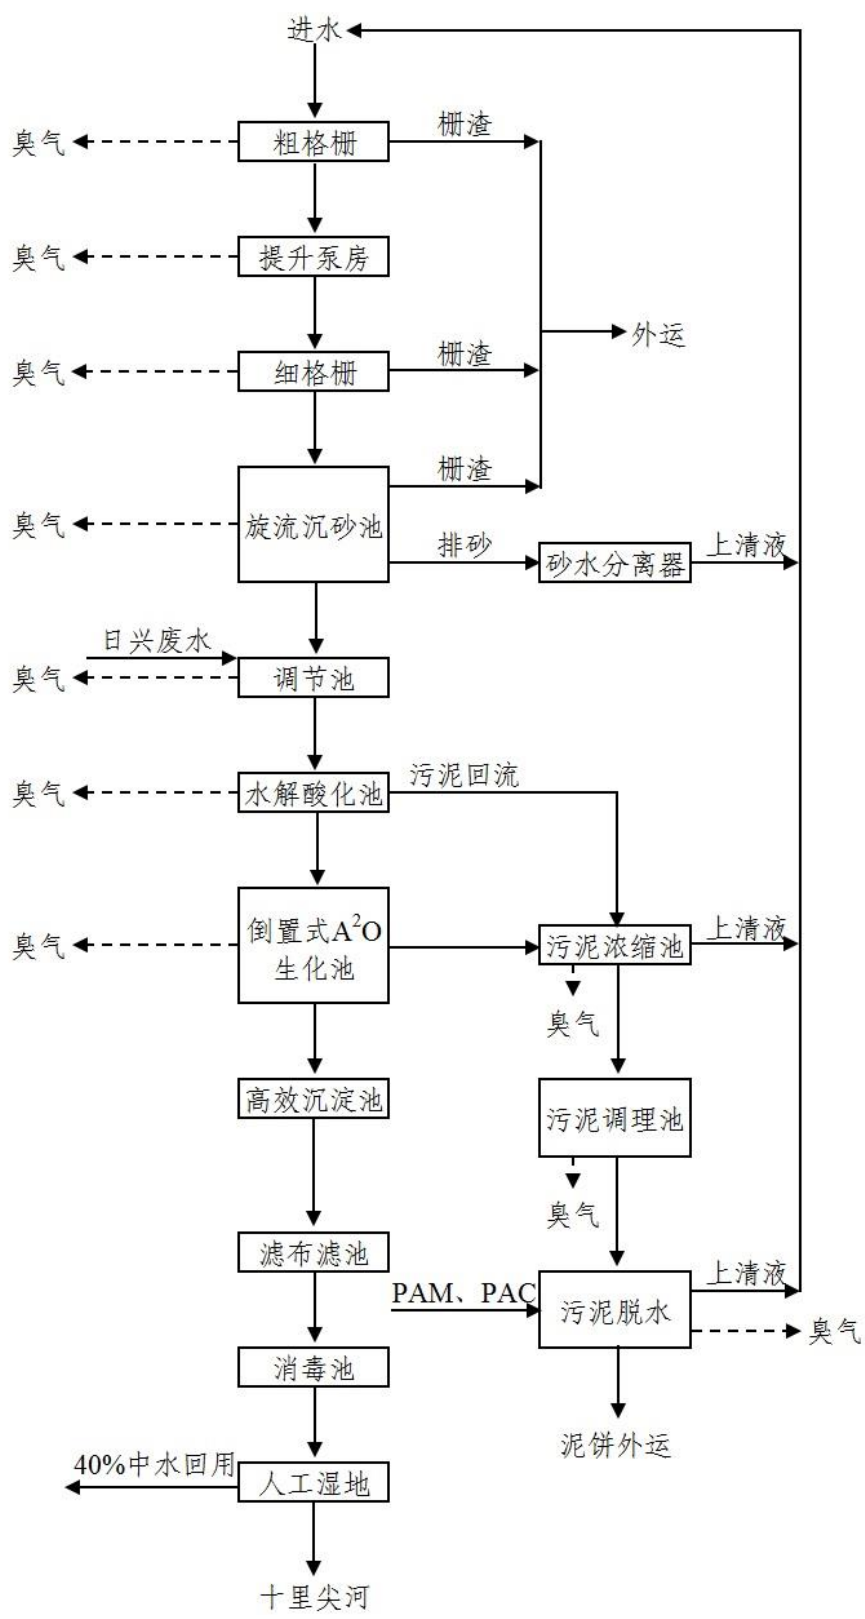 进水
臭气
粗格栅
栅渣
臭气
提升泵房
外运
臭气
细格栅
栅渣
栅渣
臭气
旋流沉砂池
排砂
砂水分离器
上清液
日兴废水
臭气
调节池
臭气
水解酸化池
污泥回流
臭气
倒置式A²O
生化池
污泥浓缩池
上清液
臭气
高效沉淀池
污泥调理池
臭气
滤布滤池
PAM、PAC
污泥脱水
上清液
臭气
消毒池
泥饼外运
40%中水回用
人工湿地
十里尖河